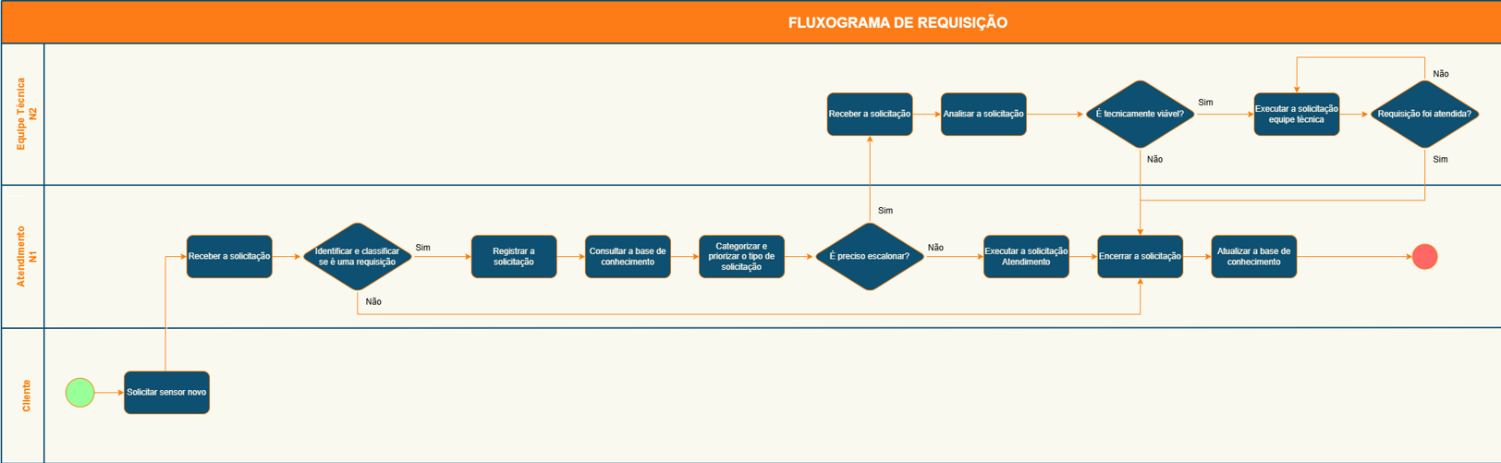 FLUXOGRAMA DE REQUISIÇÃO
Equipe Técnica
N2
Receber a solicitação
Analisar a solicitação
É tecnicamente viável?
Sim
Não
Executar a solicitação
equipe técnica
Requisição foi atendida?
Não
Sim
Atendimento
N1
Receber a solicitação
Identificar e classificar
se é uma requisição
Sim
Não
Registrar a
solicitação
Consultar a base de
conhecimento
Categorizar e
priorizar o tipo de
solicitação
É preciso escalonar?
Sim
Não
Executar a solicitação
Atendimento
Encerrar a solicitação
Atualizar a base de
conhecimento
Cliente
Solicitar sensor novo